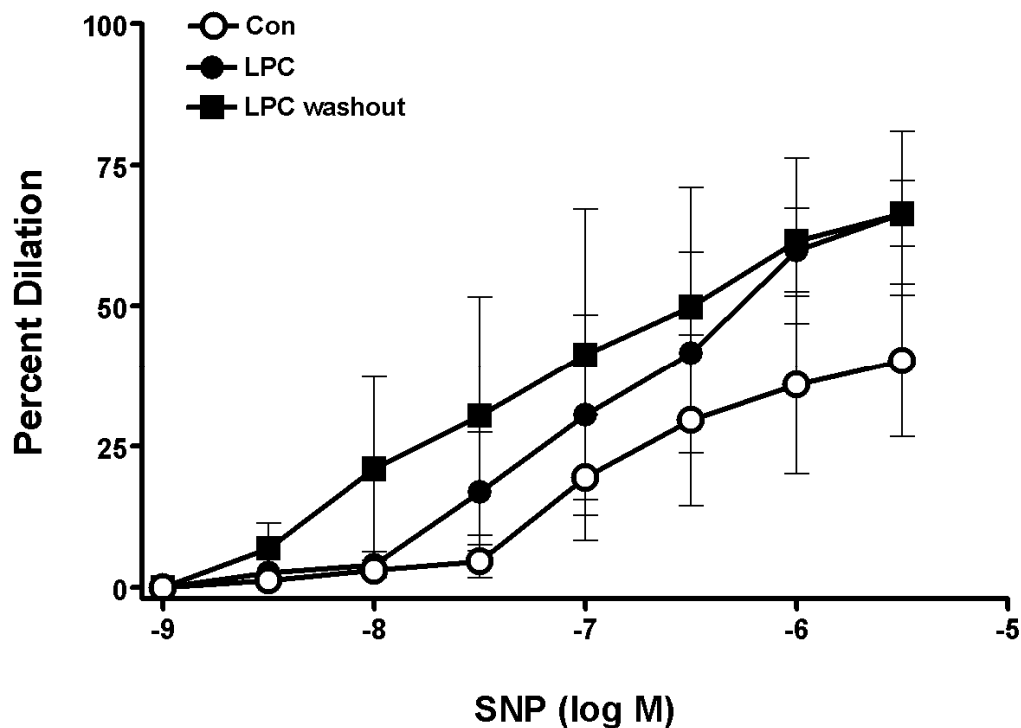 100
75
50
25
0
Percent Dilation
Con
LPC
LPC washout
-9 -8 -7 -6 -5
SNP (log M)